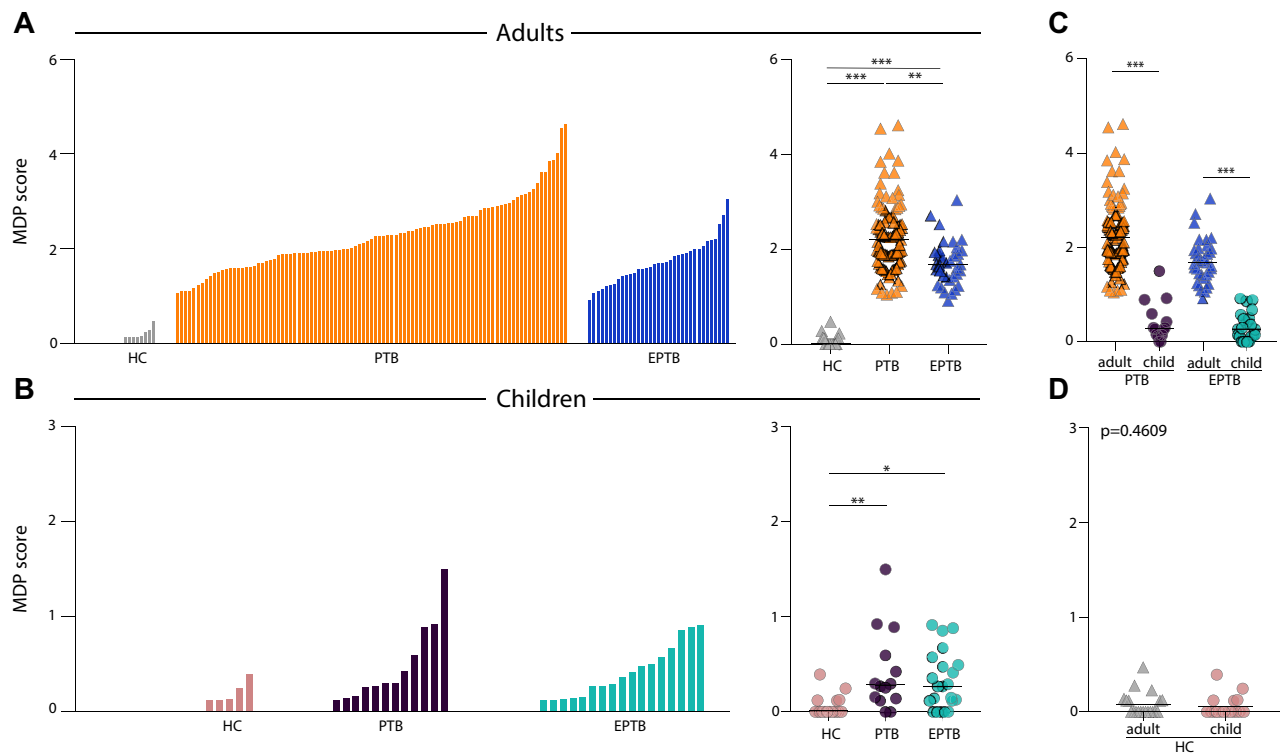 A
Adults
MDP score
6
4
2
0
HC
PTB
EPTB
6
4
2
0
***
***
**
HC
PTB
EPTB
C
6
4
2
0
***
***
adult
child
adult
child
PTB
EPTB
B
Children
MDP score
3
2
1
0
HC
PTB
EPTB
3
2
1
0
*
**
HC
PTB
EPTB
D
3
2
1
0
p=0.4609
adult
child
HC